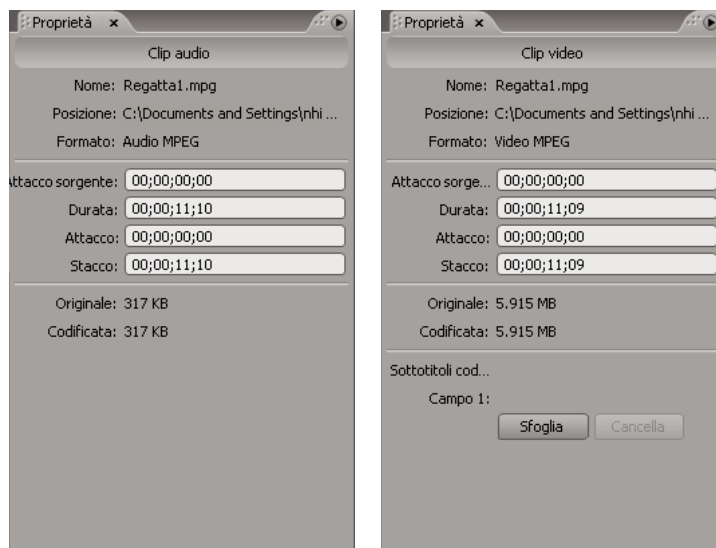 Proprietà
Clip audio
Nome: Regatta1.mpg
Posizione: C:\Documents and Settings\nhi ...
Formato: Audio MPEG
Attacco sorgente: 00;00;00;00
Durata: 00;00;11;10
Attacco: 00;00;00;00
Stacco: 00;00;11;10
Originale: 317 KB
Codificata: 317 KB
Proprietà
Clip video
Nome: Regatta1.mpg
Posizione: C:\Documents and Settings\nhi ...
Formato: Video MPEG
Attacco sorge... 00;00;00;00
Durata: 00;00;11;09
Attacco: 00;00;00;00
Stacco: 00;00;11;09
Originale: 5.915 MB
Codificata: 5.915 MB
Sottotitoli cod...
Campo 1:
Sfoglia Cancella